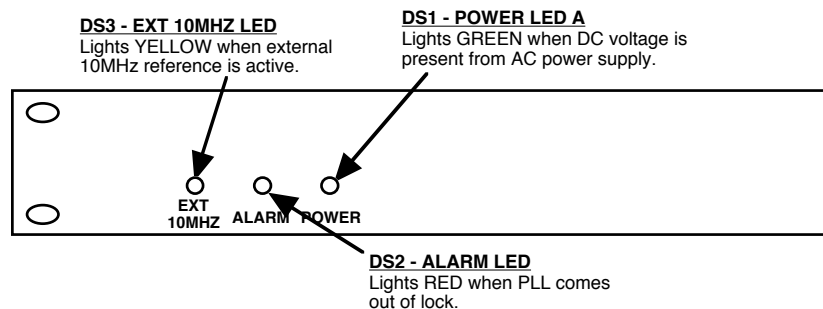 DS3 - EXT 10MHZ LED
Lights YELLOW when external
10MHz reference is active.
DS1 - POWER LED A
Lights GREEN when DC voltage is
present from AC power supply.
EXT
10MHZ
ALARM
POWER
DS2 - ALARM LED
Lights RED when PLL comes
out of lock.